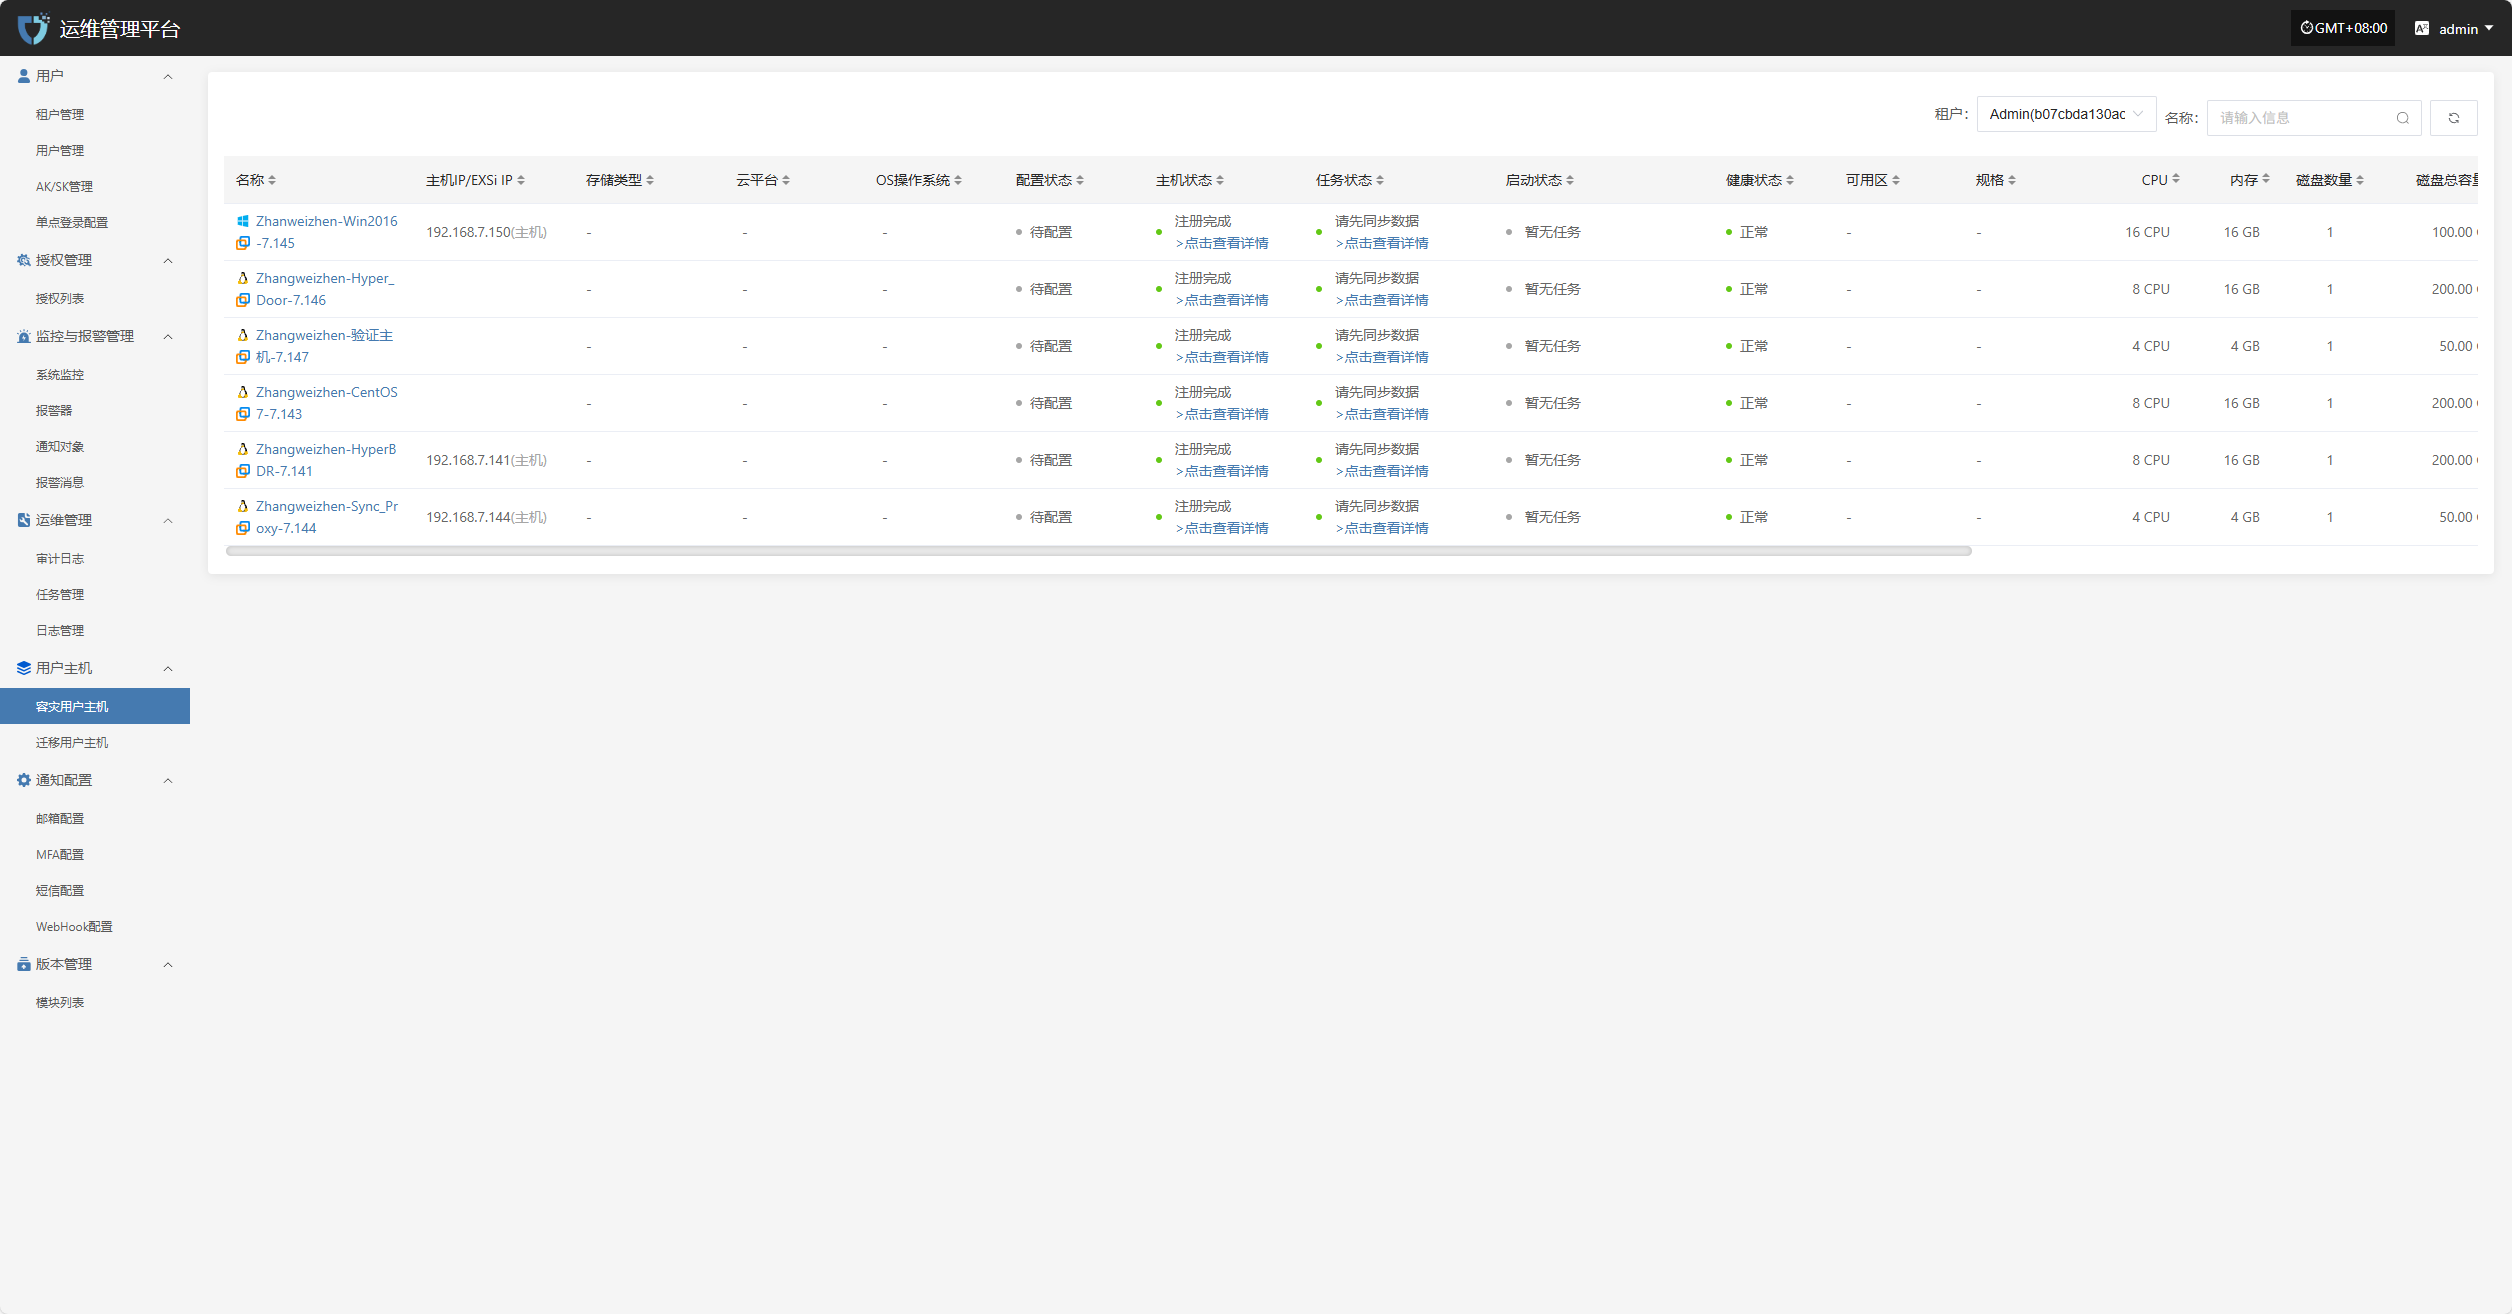 运维管理平台
GMT+08:00
admin
用户
租户管理
用户管理
AK/SK管理
单点登录配置
授权管理
授权列表
监控与报警管理
系统监控
报警器
通知对象
报警消息
运维管理
审计日志
任务管理
日志管理
用户主机
容灾用户主机
迁移用户主机
通知配置
邮箱配置
MFA配置
短信配置
WebHook配置
版本管理
模块列表
租户： Admin(b07cbda130ac 名称： 请输入信息
名称 主机IP/EXSi IP 存储类型 云平台 OS操作系统 配置状态 主机状态 任务状态 启动状态 健康状态 可用区 规格 CPU 内存 磁盘数量 磁盘总容量
Zhanweizhen-Win2016
-7.145
192.168.7.150(主机) - - - 待配置 注册完成 >点击查看详情 请先同步数据 >点击查看详情 暂无任务 正常 - - 16 CPU 16 GB 1 100.00
Zhangweizhen-Hyper_
Door-7.146
- - - 待配置 注册完成 >点击查看详情 请先同步数据 >点击查看详情 暂无任务 正常 - - 8 CPU 16 GB 1 200.00
Zhangweizhen-验证主
机-7.147
- - - 待配置 注册完成 >点击查看详情 请先同步数据 >点击查看详情 暂无任务 正常 - - 4 CPU 4 GB 1 50.00
Zhangweizhen-CentOS
7-7.143
- - - 待配置 注册完成 >点击查看详情 请先同步数据 >点击查看详情 暂无任务 正常 - - 8 CPU 16 GB 1 200.00
Zhangweizhen-HyperB
DR-7.141
192.168.7.141(主机) - - - 待配置 注册完成 >点击查看详情 请先同步数据 >点击查看详情 暂无任务 正常 - - 8 CPU 16 GB 1 200.00
Zhangweizhen-Sync_Pr
oxy-7.144
192.168.7.144(主机) - - - 待配置 注册完成 >点击查看详情 请先同步数据 >点击查看详情 暂无任务 正常 - - 4 CPU 4 GB 1 50.00